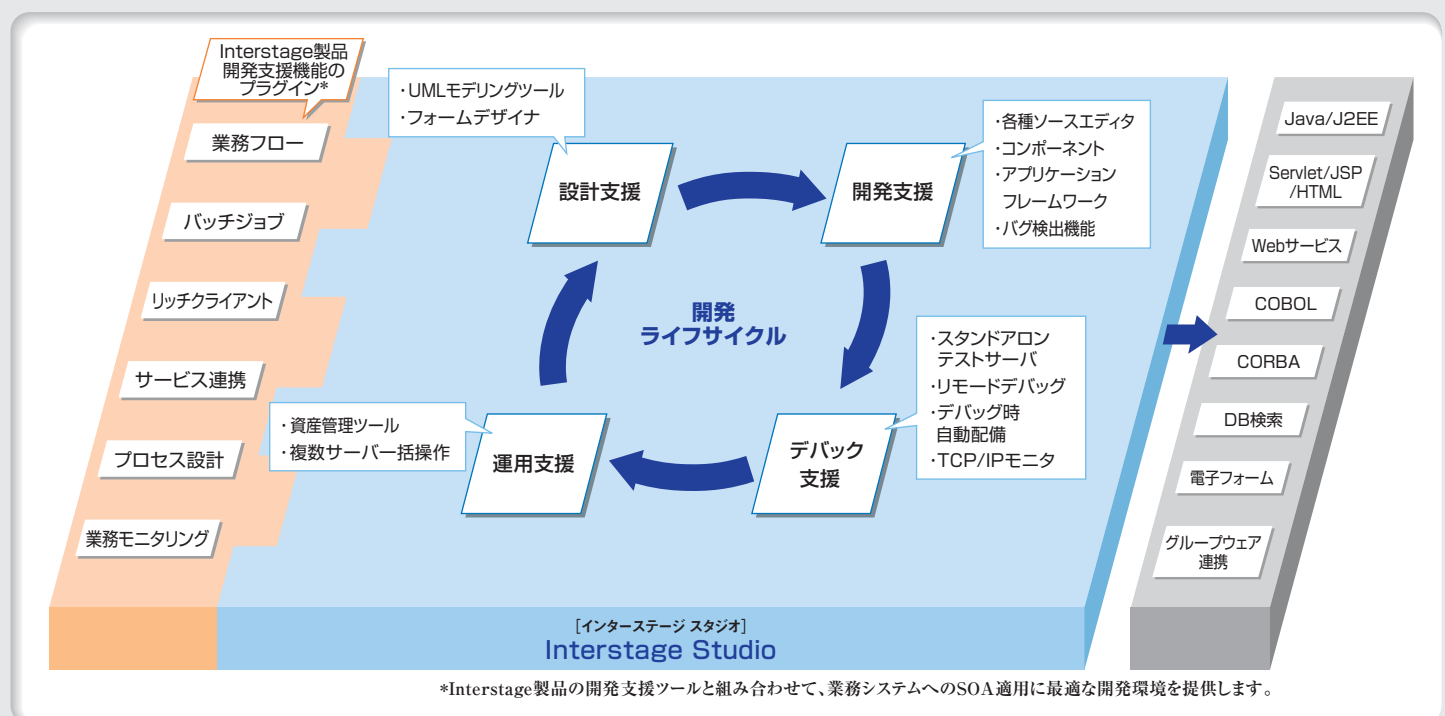 Interstage製品
開発支援機能の
プラグイン*
業務フロー
バッチジョブ
リッチクライアント
サービス連携
プロセス設計
業務モニタリング
・UMLモデリングツール
・フォームデザイナ
設計支援
開発支援
・各種ソースエディタ
・コンポーネント
・アプリケーション
フレームワーク
・バグ検出機能
開発
ライフサイクル
・スタンドアロン
テストサーバ
・リモードデバッグ
・デバッグ時
自動配備
・TCP/IPモニタ
デバック
支援
・資産管理ツール
・複数サーバー括操作
運用支援
Java/J2EE
Servlet/JSP
/HTML
Webサービス
COBOL
CORBA
DB検索
電子フォーム
グループウェア
連携
[インターステージ スタジオ]
Interstage Studio
*Interstage製品の開発支援ツールと組み合わせて、業務システムへのSOA適用に最適な開発環境を提供します。